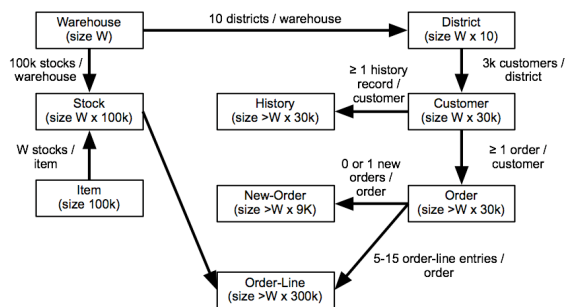 Warehouse
(size W)
10 districts / warehouse
District
(size W x 10)
100k stocks /
warehouse
≥ 1 history
record /
customer
3k customers /
district
Stock
(size W x 100k)
History
(size >W x 30k)
Customer
(size W x 30k)
W stocks /
item
0 or 1 new
orders /
order
≥ 1 order /
customer
Item
(size 100k)
New-Order
(size >W x 9K)
Order
(size >W x 30k)
5-15 order-line entries /
order
Order-Line
(size >W x 300k)